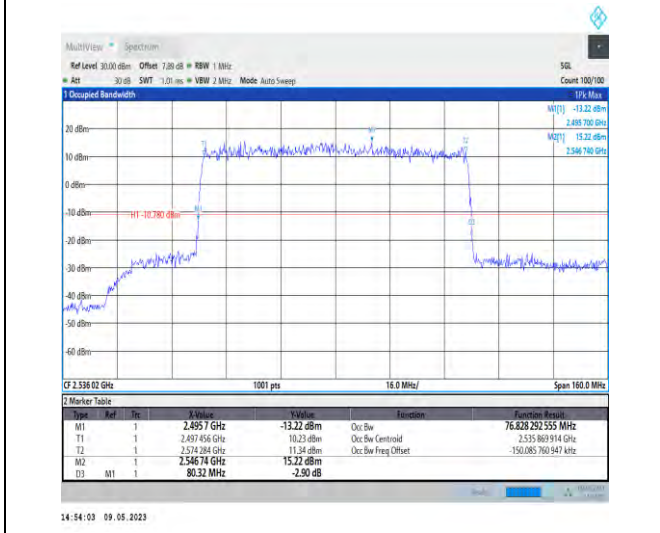 MultiView Spectrum
Ref Level 30.00 dBm Offset 7.89 dB RBW 1 MHz SGL
Att 30 dB SWT 1.01 ms VBW 2 MHz Mode Auto Sweep Count 100/100
1 Occupied Bandwidth 1Pk Max
M1[1] -13.22 dBm
2.495 700 GHz
M2[1] 15.22 dBm
2.546 740 GHz
20 dBm
10 dBm
0 dBm
-10 dBm
H1 -10.780 dBm
-20 dBm
-30 dBm
-40 dBm
-50 dBm
-60 dBm
M1
T1
M2
T2
D3
CF 2.536 02 GHz 1001 pts 16.0 MHz/ Span 160.0 MHz
2 Marker Table
Type Ref Trc X-Value Y-Value Function Function Result
M1 1 2.495 7 GHz -13.22 dBm Occ Bw 76.828 292 555 MHz
T1 1 2.497 456 GHz 10.23 dBm Occ Bw Centroid 2.535 869 914 GHz
T2 1 2.574 284 GHz 11.34 dBm Occ Bw Freq Offset -150.085 760 947 kHz
M2 1 2.546 74 GHz 15.22 dBm
D3 M1 1 80.32 MHz -2.90 dB
Ready
14:54:03 09.05.2023